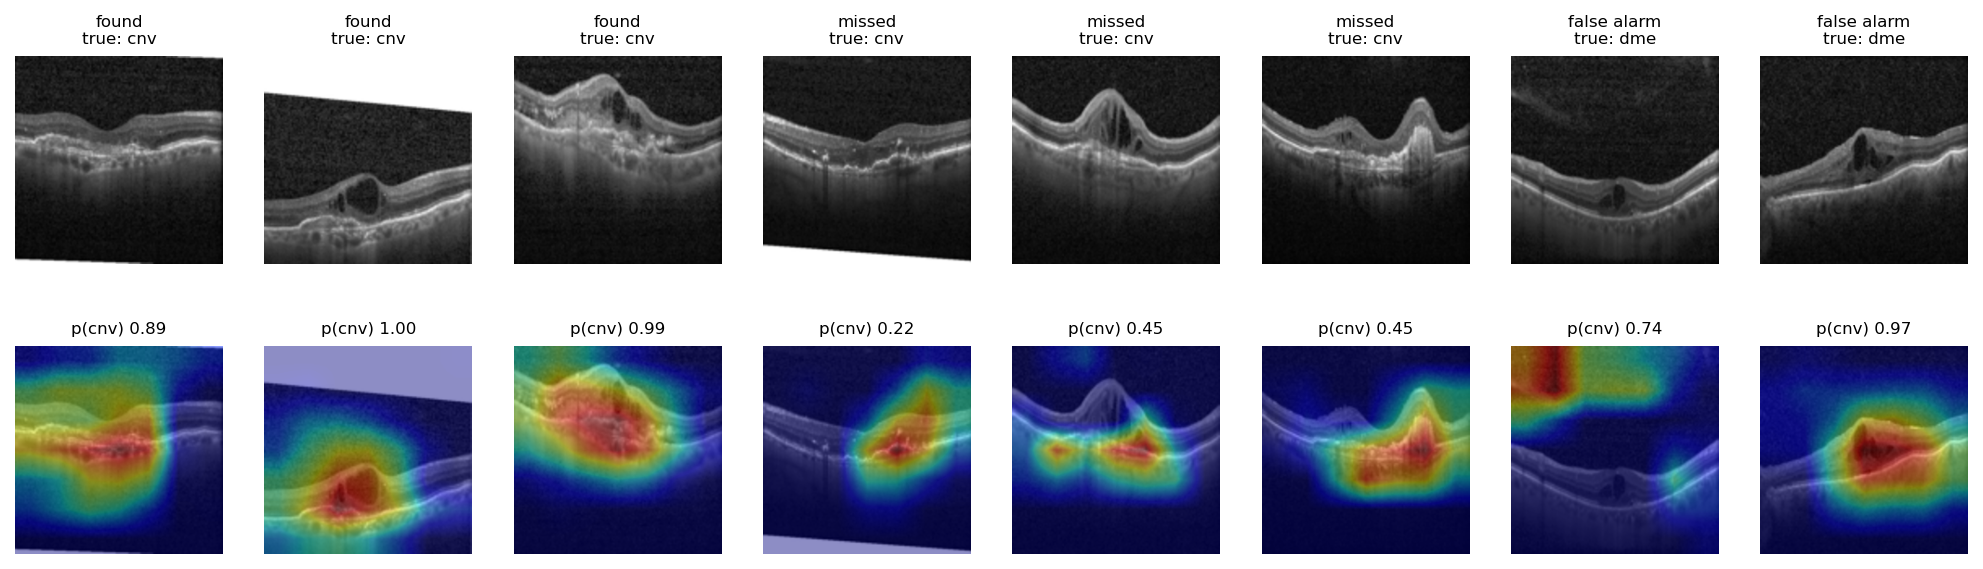 found
true: cnv
found
true: cnv
found
true: cnv
missed
true: cnv
missed
true: cnv
missed
true: cnv
false alarm
true: dme
false alarm
true: dme
p(cnv) 0.89
p(cnv) 1.00
p(cnv) 0.99
p(cnv) 0.22
p(cnv) 0.45
p(cnv) 0.45
p(cnv) 0.74
p(cnv) 0.97